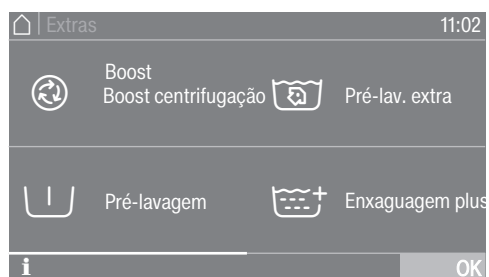 Extras
11:02
Boost
Boost centrifugação
Pré-lav. extra
Pré-lavagem
Enxaguagem plus
i
OK